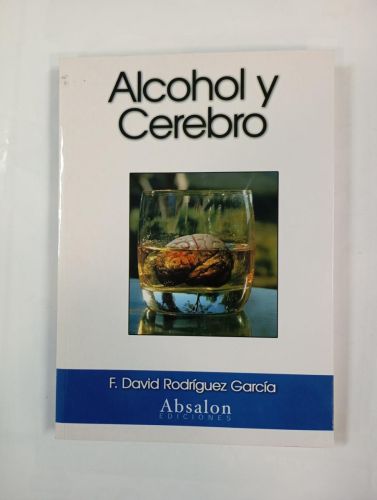 Alcohol y
Cerebro
F. David Rodríguez García
Absalon
EDICIONES